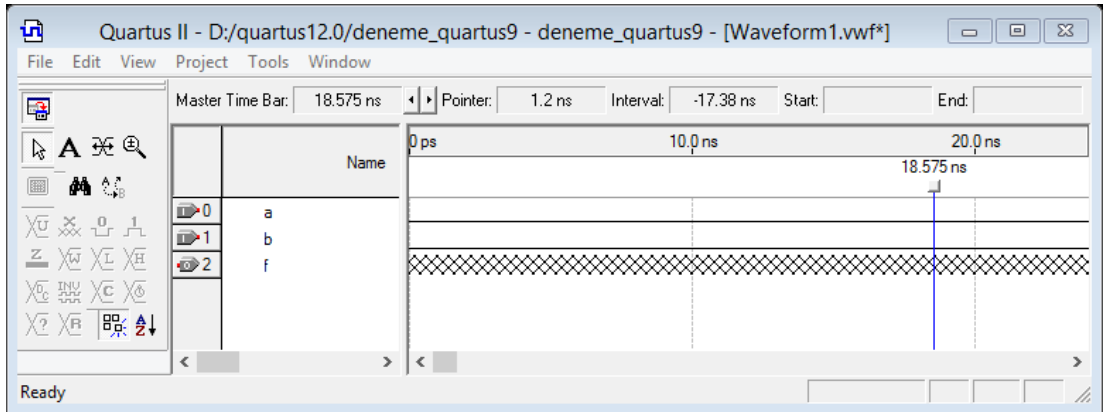 Quartus II - D:/quartus12.0/deneme_quartus9 - deneme_quartus9 - [Waveform1.vwf*]
File Edit View Project Tools Window
Master Time Bar: 18.575 ns Pointer: 1.2 ns Interval: -17.38 ns Start: End:
Name
0 ps 10.0 ns 20.0 ns
18.575 ns
0 a
1 b
2 f
Ready